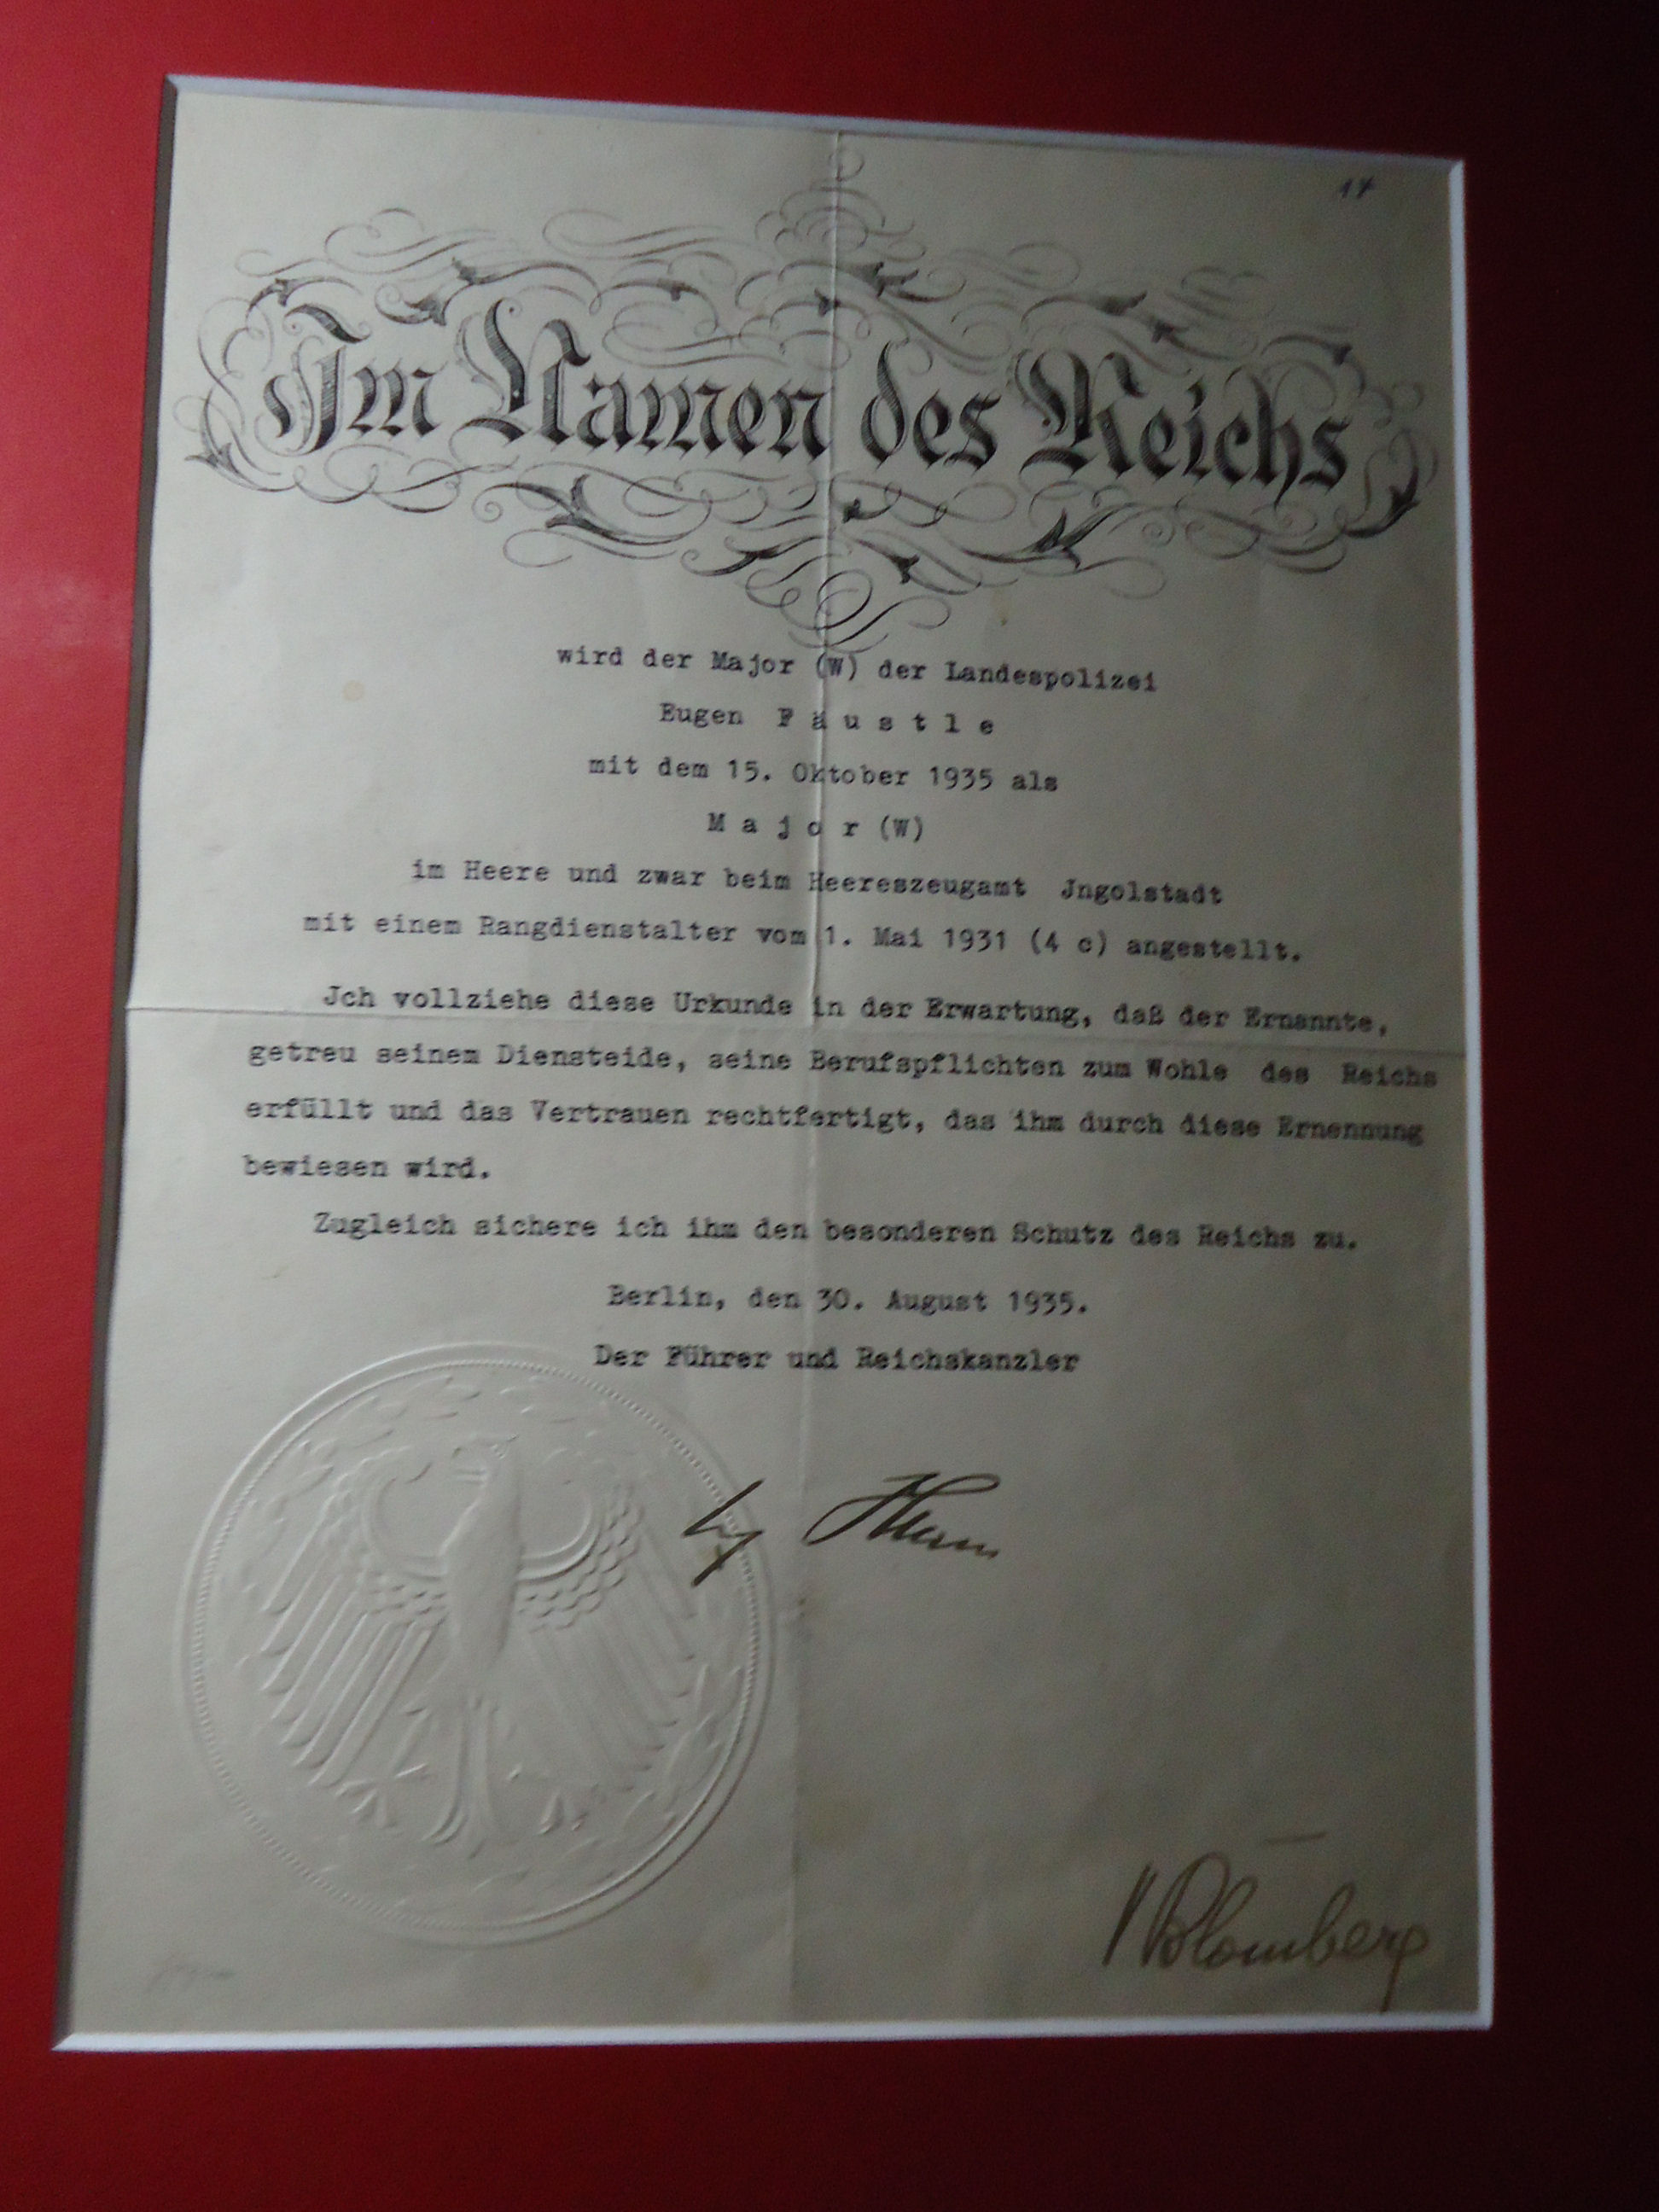 17
Im Namen des Reichs
wird der Major (W) der Landespolizei
Eugen F ä u s t l e
mit dem 15. Oktober 1935 als
M a j o r (W)
im Heere und zwar beim Heereszeugamt Jngolstadt
mit einem Rangdienstalter vom 1. Mai 1931 (4 c) angestellt.
Jch vollziehe diese Urkunde in der Erwartung, daß der Ernannte,
getreu seinem Diensteide, seine Berufspflichten zum Wohle des Reichs
erfüllt und das Vertrauen rechtfertigt, das ihm durch diese Ernennung
bewiesen wird.
Zugleich sichere ich ihm den besonderen Schutz des Reichs zu.
Berlin, den 30. August 1935.
Der Führer und Reichskanzler
Blomberg